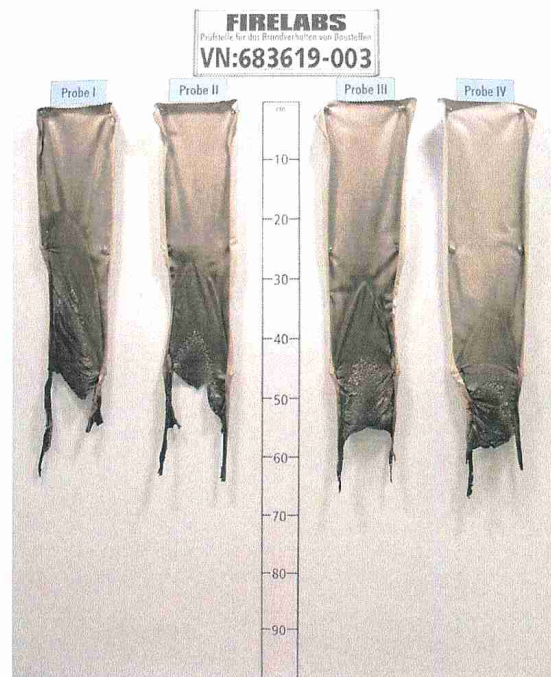 FIRELABS
Prüfstelle für das Brandverhalten von Baustoffen
VN:683619-003
Probe I
Probe II
Probe III
Probe IV
cm
10
20
30
40
50
60
70
80
90